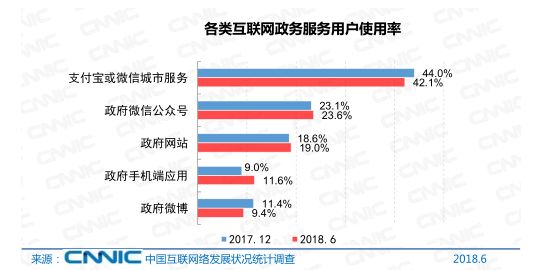 各类互联网政务服务用户使用率
支付宝或微信城市服务
44.0%
42.1%
政府微信公众号
23.1%
23.6%
政府网站
18.6%
19.0%
政府手机端应用
9.0%
11.6%
政府微博
11.4%
9.4%
2017.12 2018.6
来源： CNNIC 中国互联网络发展状况统计调查 2018.6